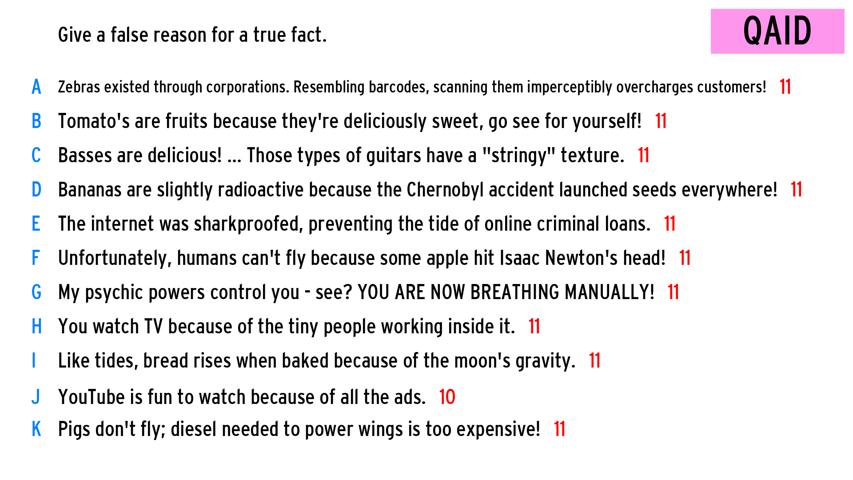 Give a false reason for a true fact.
QAID
A Zebras existed through corporations. Resembling barcodes, scanning them imperceptibly overcharges customers! 11
B Tomato's are fruits because they're deliciously sweet, go see for yourself! 11
C Basses are delicious! ... Those types of guitars have a "stringy" texture. 11
D Bananas are slightly radioactive because the Chernobyl accident launched seeds everywhere! 11
E The internet was sharkproofed, preventing the tide of online criminal loans. 11
F Unfortunately, humans can't fly because some apple hit Isaac Newton's head! 11
G My psychic powers control you - see? YOU ARE NOW BREATHING MANUALLY! 11
H You watch TV because of the tiny people working inside it. 11
I Like tides, bread rises when baked because of the moon's gravity. 11
J YouTube is fun to watch because of all the ads. 10
K Pigs don't fly; diesel needed to power wings is too expensive! 11